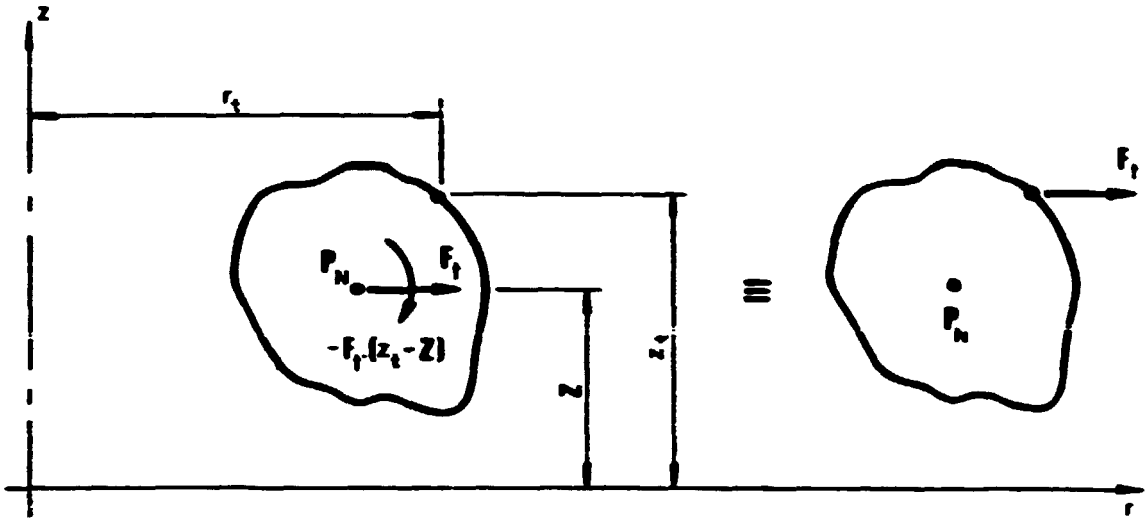 z
r_t
F_t
P_N
F_t
≡
P_N
-F_t.(z_t-Z)
z_t
Z
r